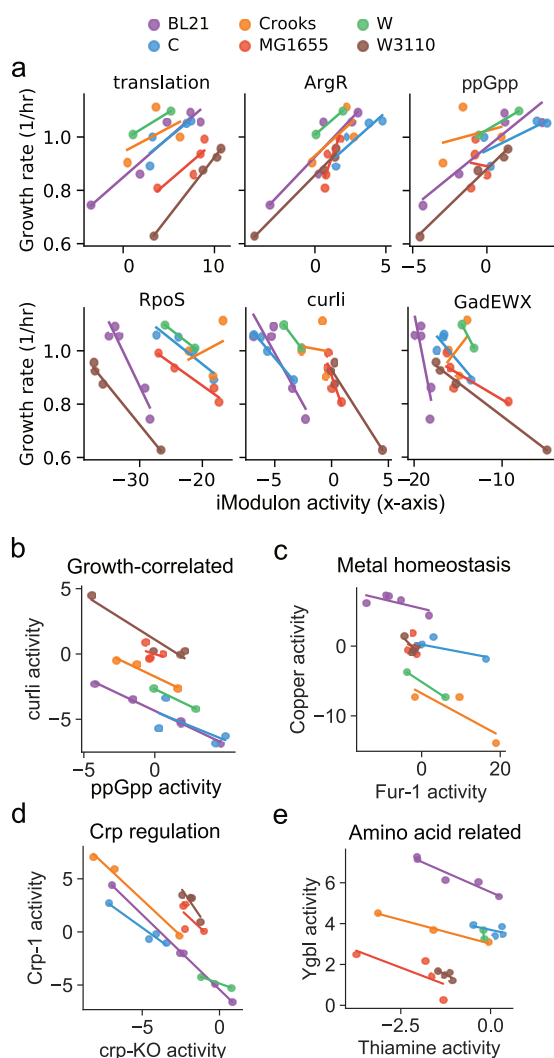 BL21 Crooks W
C MG1655 W3110
a
translation ArgR ppGpp
Growth rate (1/hr)
1.0
0.8
0.6
0 10 0 5 −5 0
RpoS curli GadEWX
Growth rate (1/hr)
1.0
0.8
0.6
−30 −20 −5 0 5 −20 −10
iModulon activity (x-axis)
b c
Growth-correlated Metal homeostasis
curli activity
5
0
−5
0
ppGpp activity
Copper activity
0
−10
0 20
Fur-1 activity
d e
Crp regulation Amino acid related
Crp-1 activity
5
0
−5
−5 0
crp-KO activity
YgbI activity
6
4
2
0
−2.5 0.0
Thiamine activity